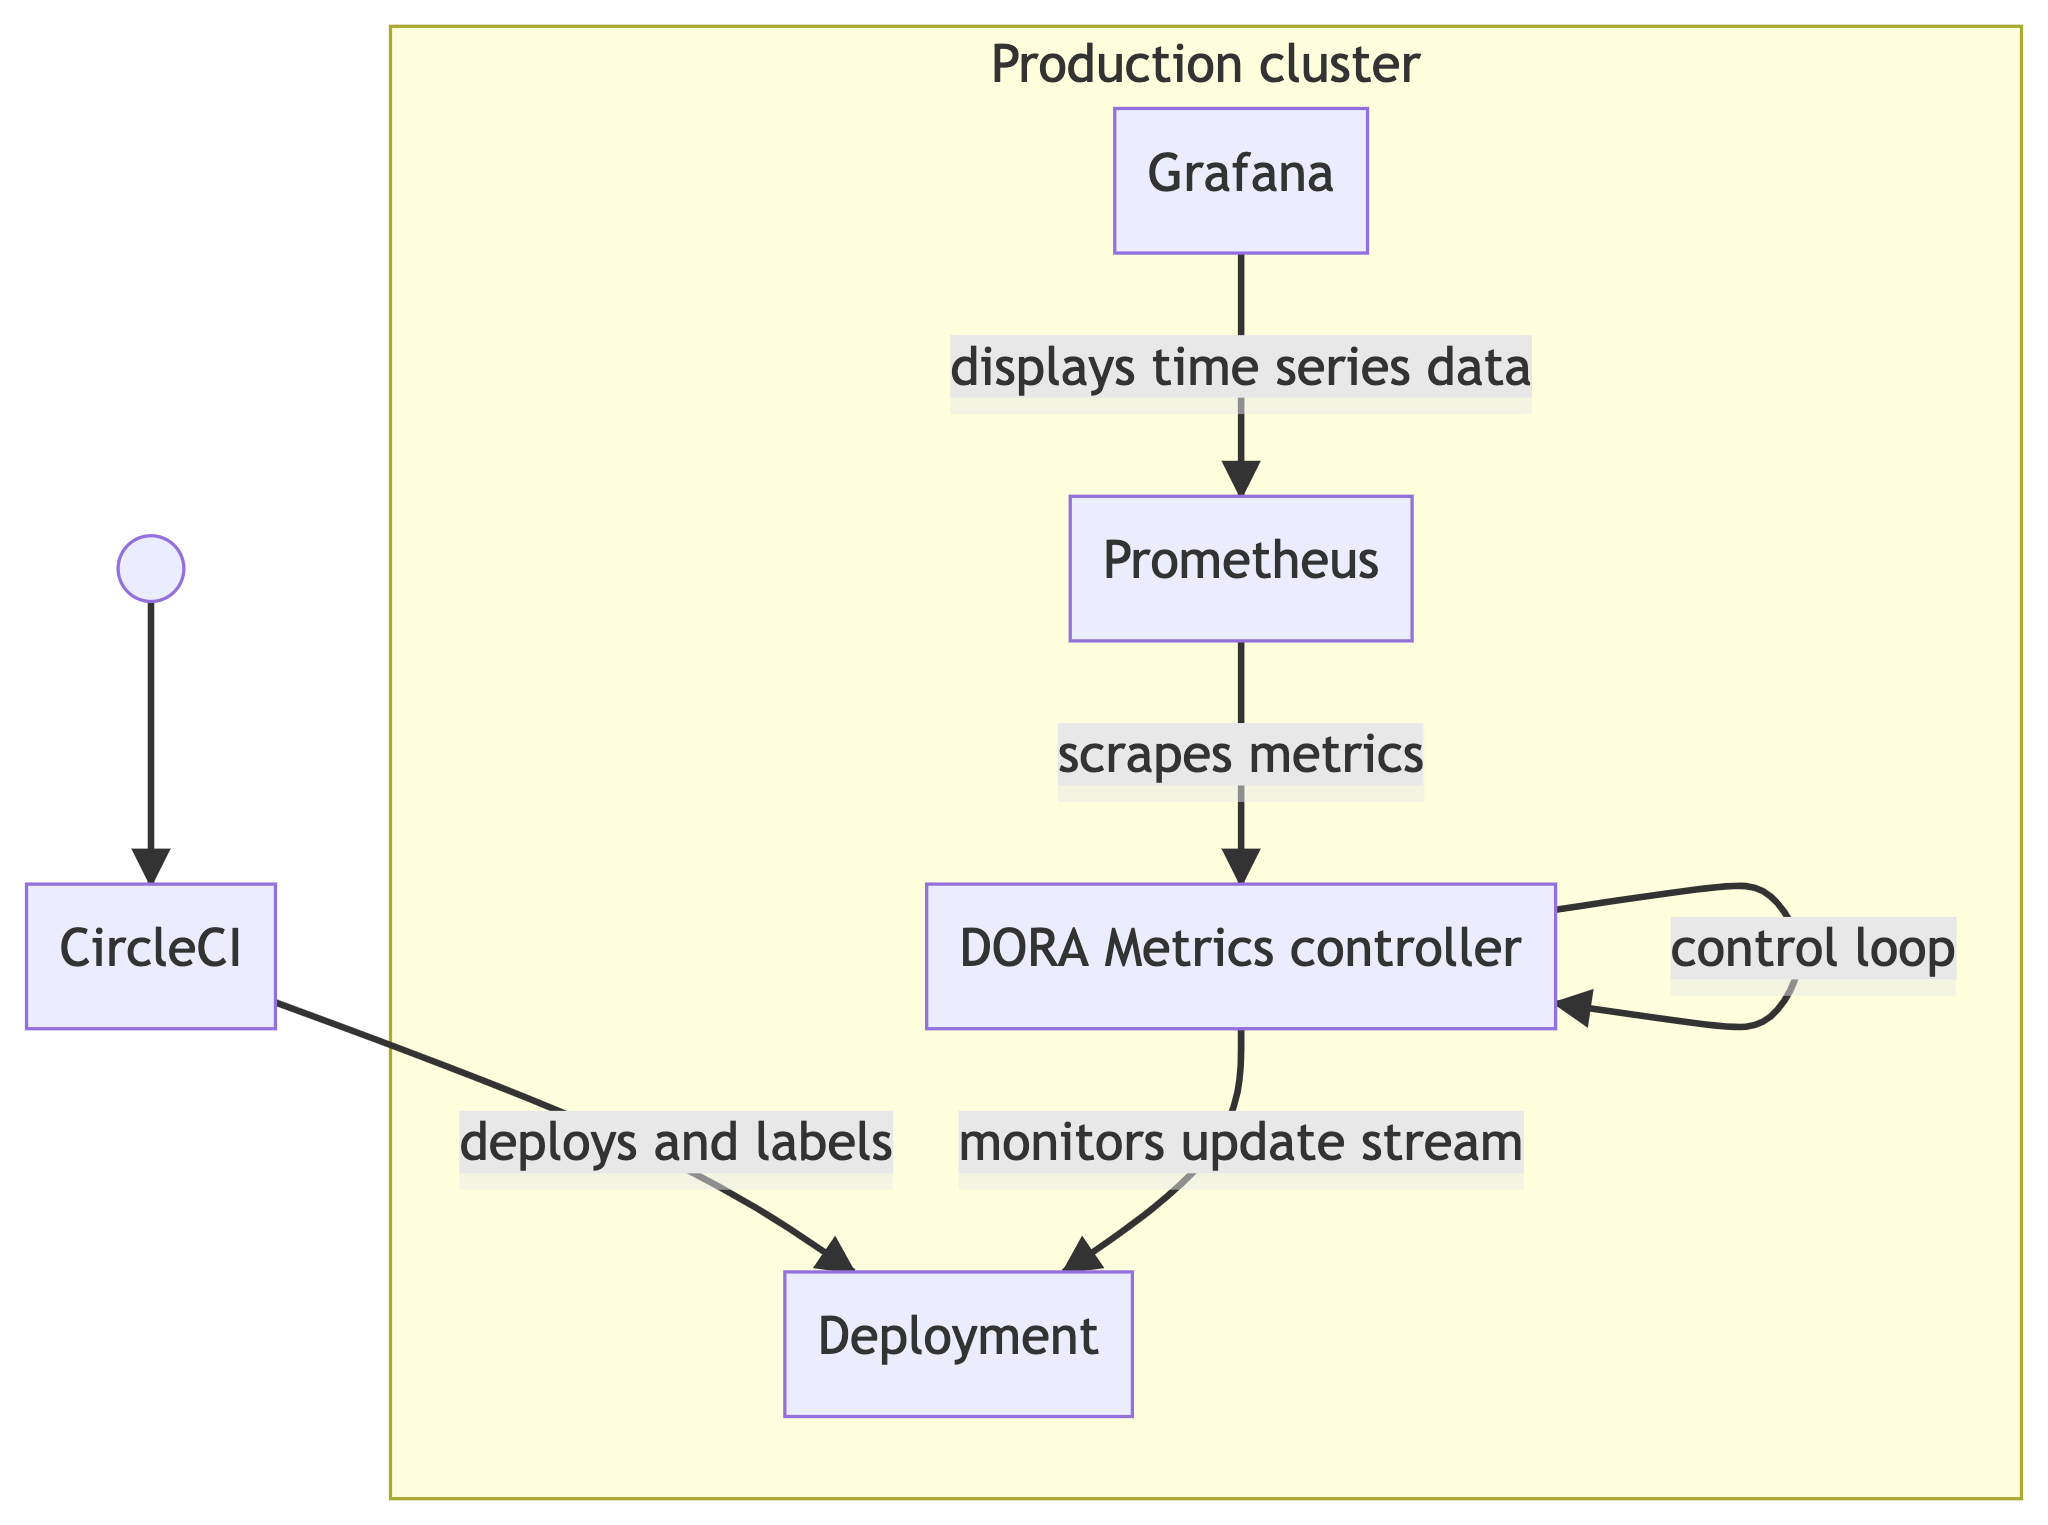 Production cluster
Grafana
displays time series data
Prometheus
scrapes metrics
CircleCI
DORA Metrics controller
control loop
deploys and labels
monitors update stream
Deployment